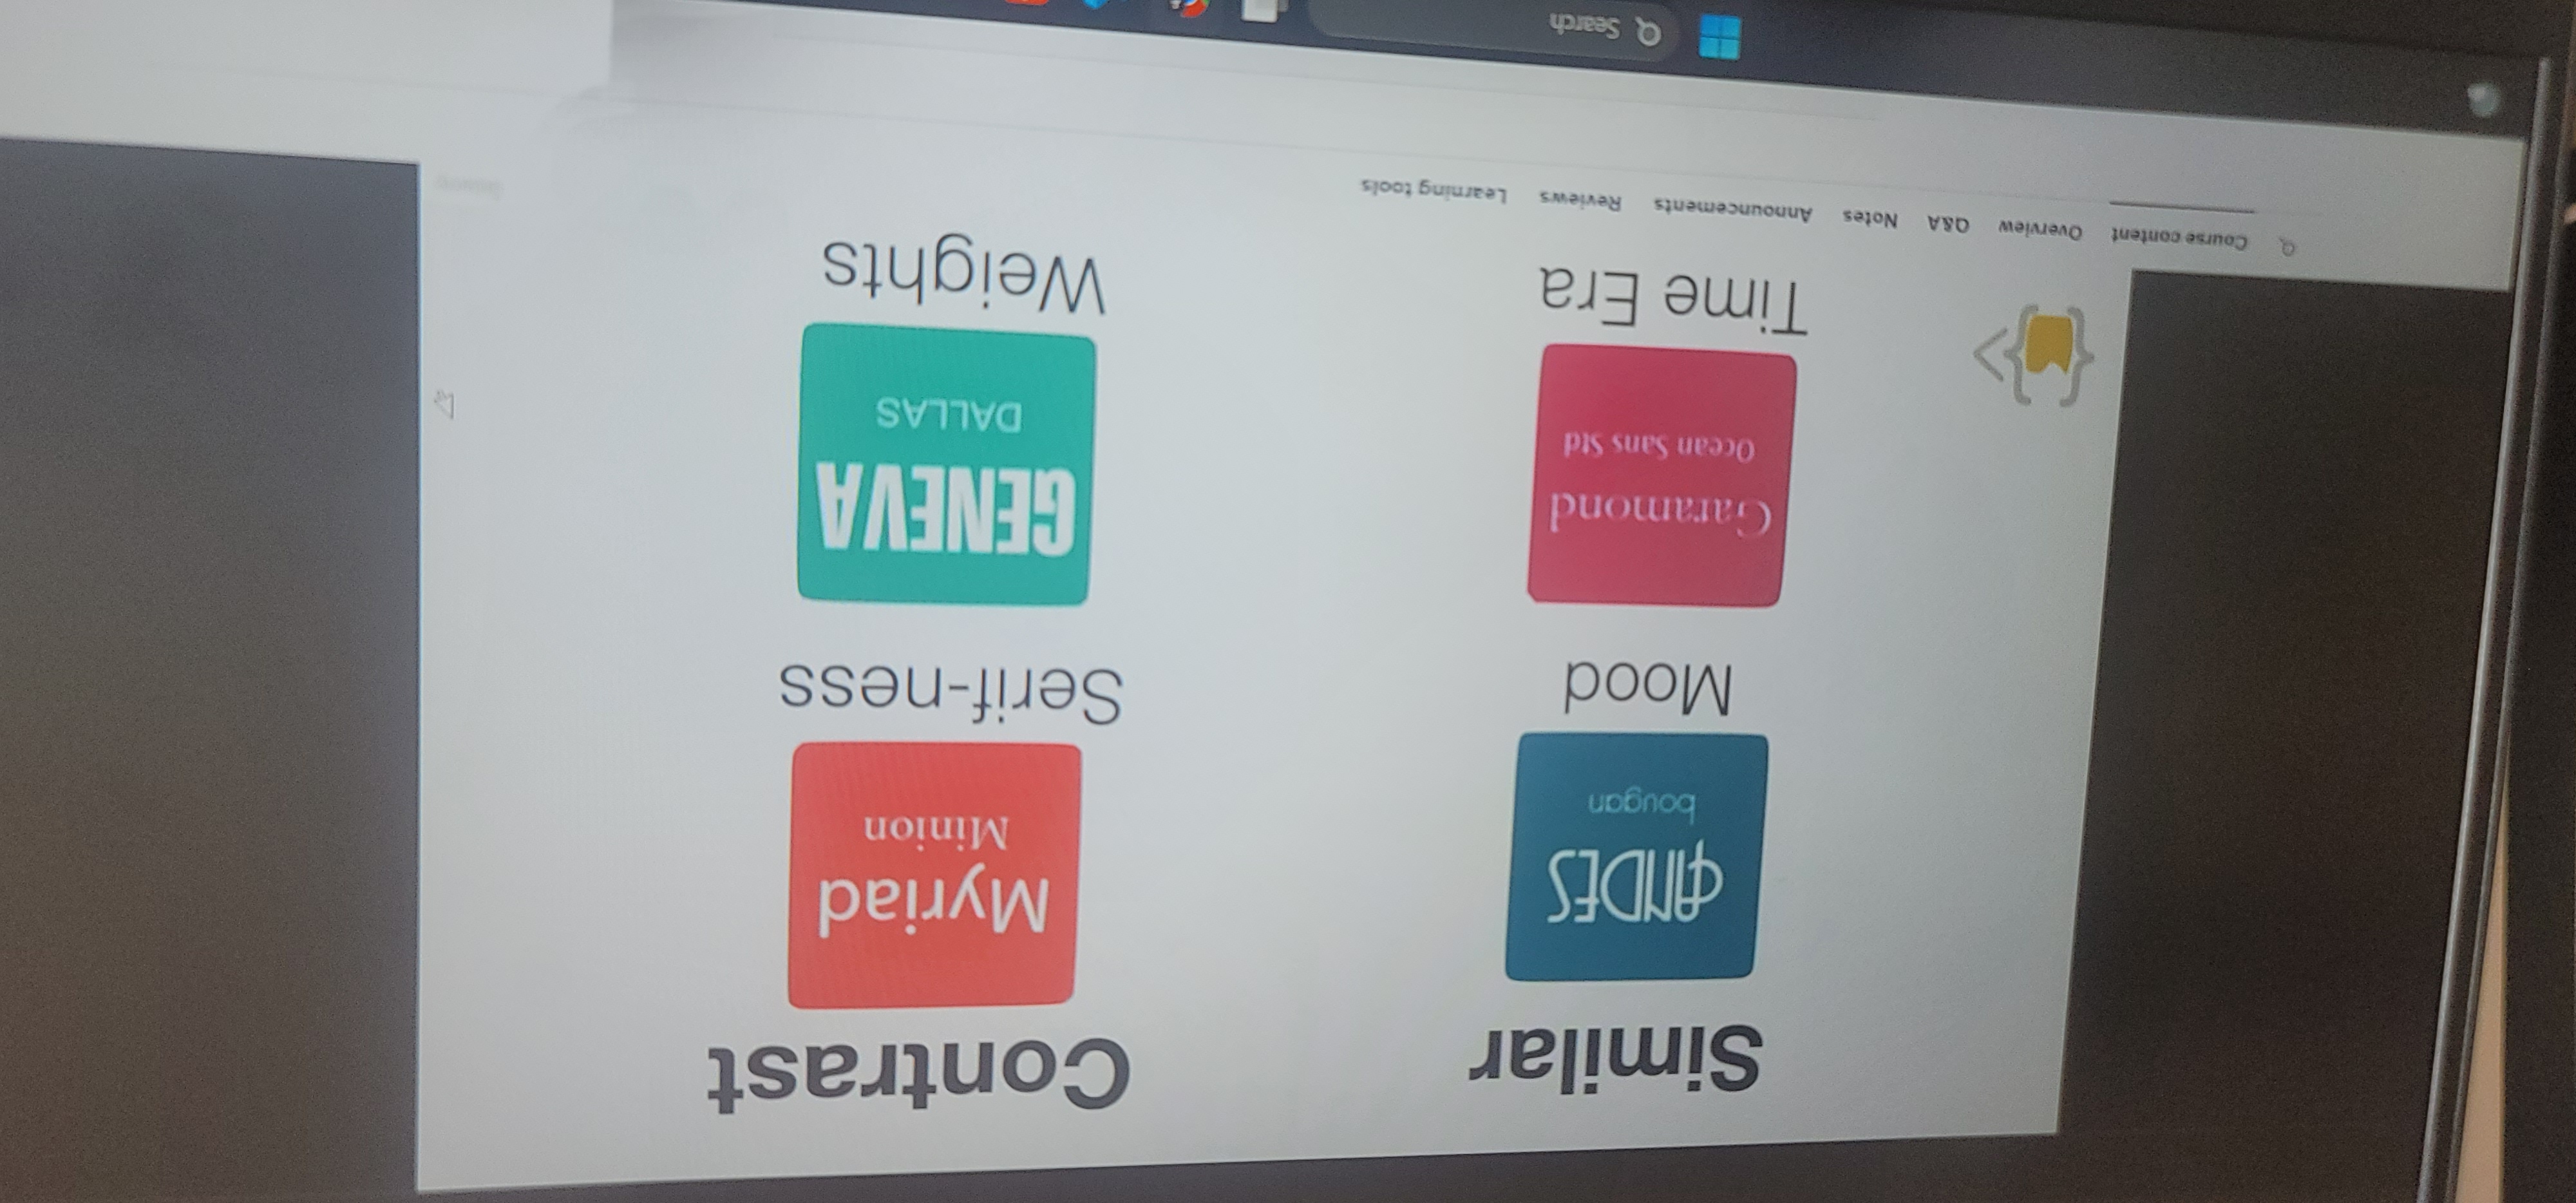 Similar
ANDES
bougan
Mood
Garamond
Ocean Sans Std
Time Era
Contrast
Myriad
Minion
Serif-ness
GENEVA
DALLAS
Weights
Course content Overview Q&A Notes Announcements Reviews Learning tools
Search